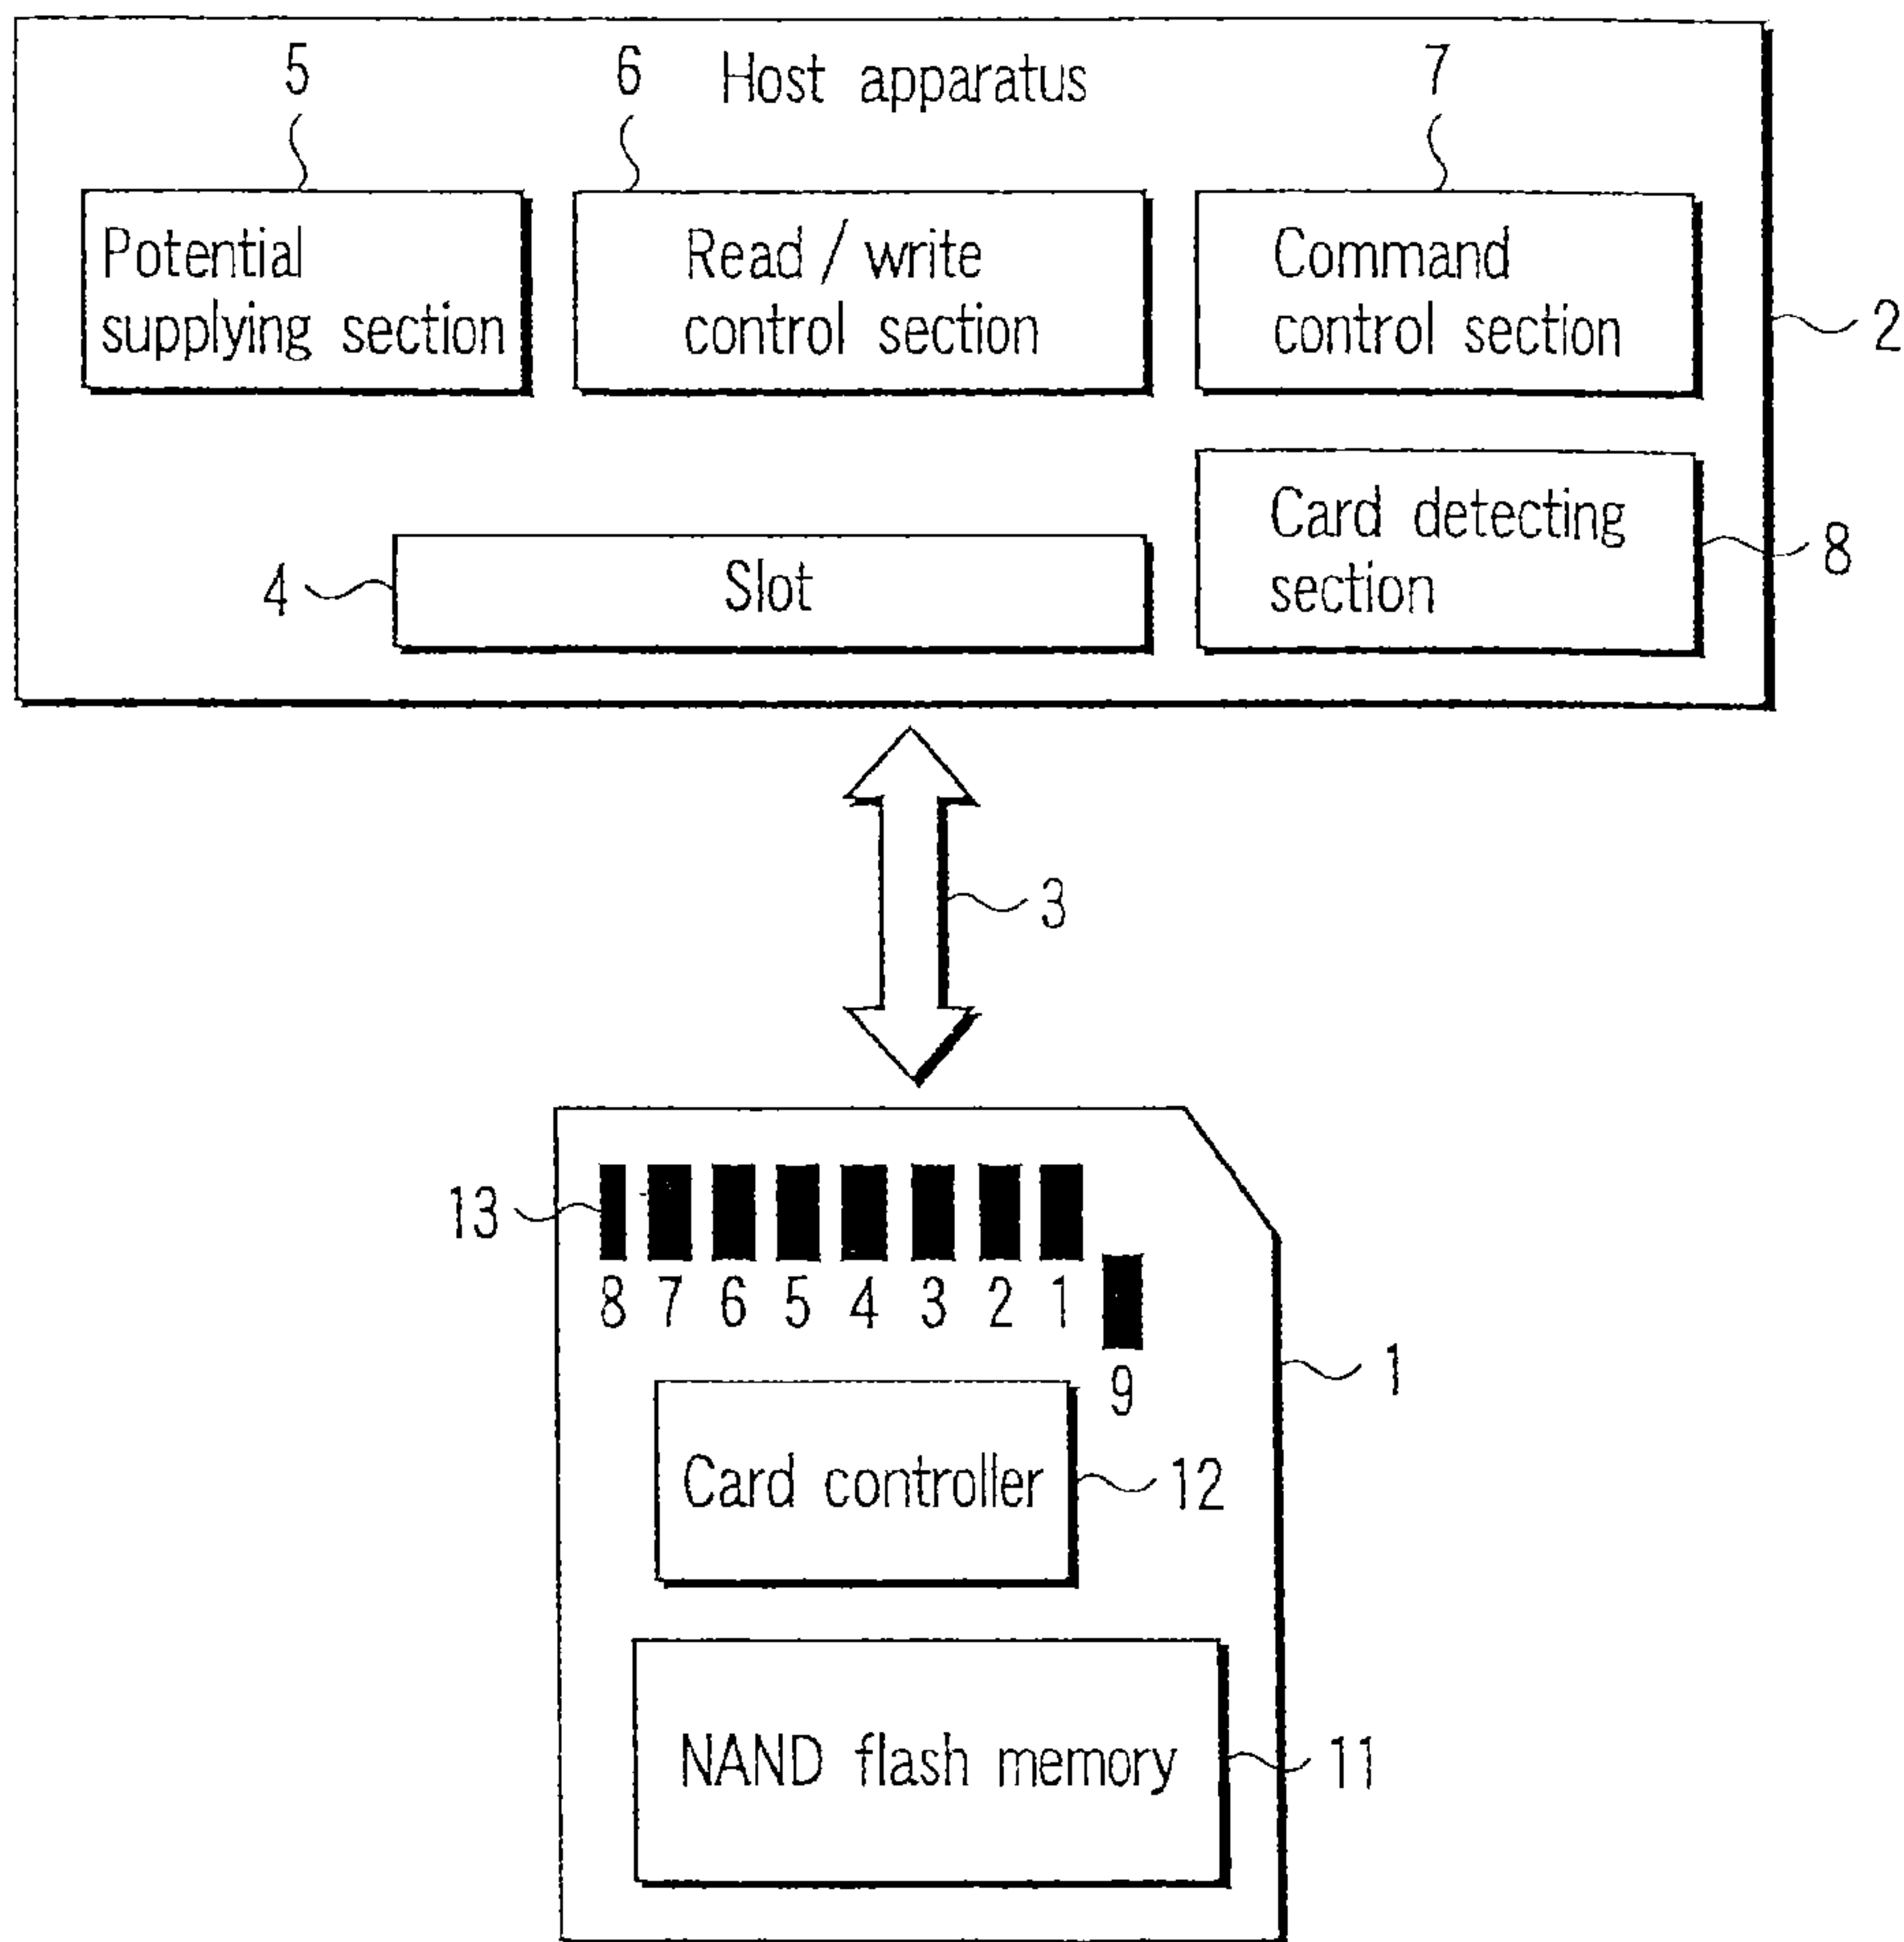 5 6 Host apparatus 7
Potential
supplying section
Read / write
control section
Command
control section
2
Card detecting
section
8
4
Slot
3
13
8 7 6 5 4 3 2 1
9
1
Card controller
12
NAND flash memory
11